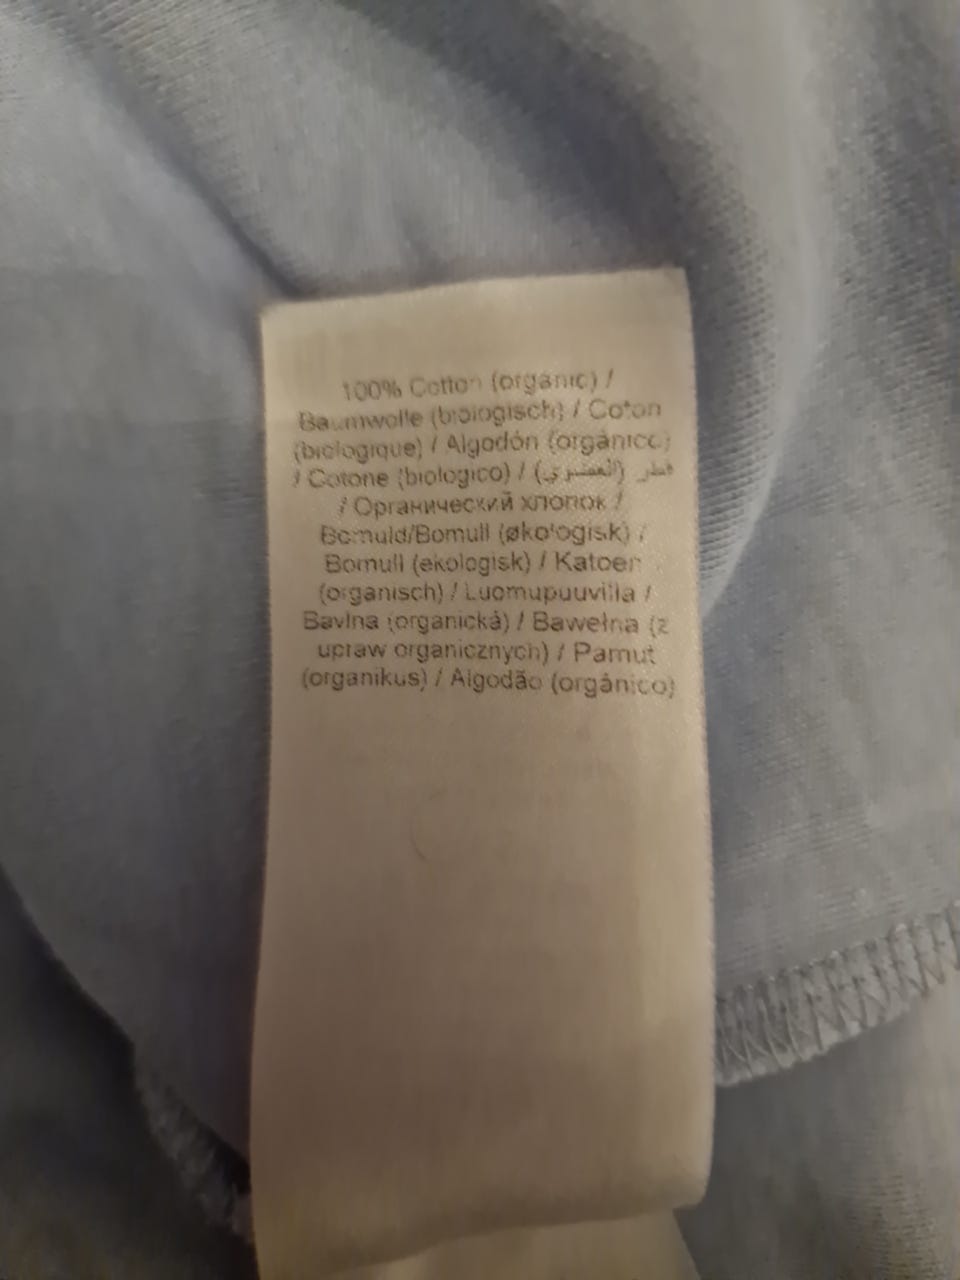 100% Cotton (organic) /
Baumwolle (biologisch) / Coton
(biologique) / Algodón (orgánico)
/ Cotone (biologico) / قطن (العضوي)
/ Органический хлопок /
Bomuld/Bomull (økologisk) /
Bomull (ekologisk) / Katoen
(organisch) / Luomupuuvilla /
Bavlna (organická) / Bawełna (z
upraw organicznych) / Pamut
(organikus) / Algodão (orgânico)